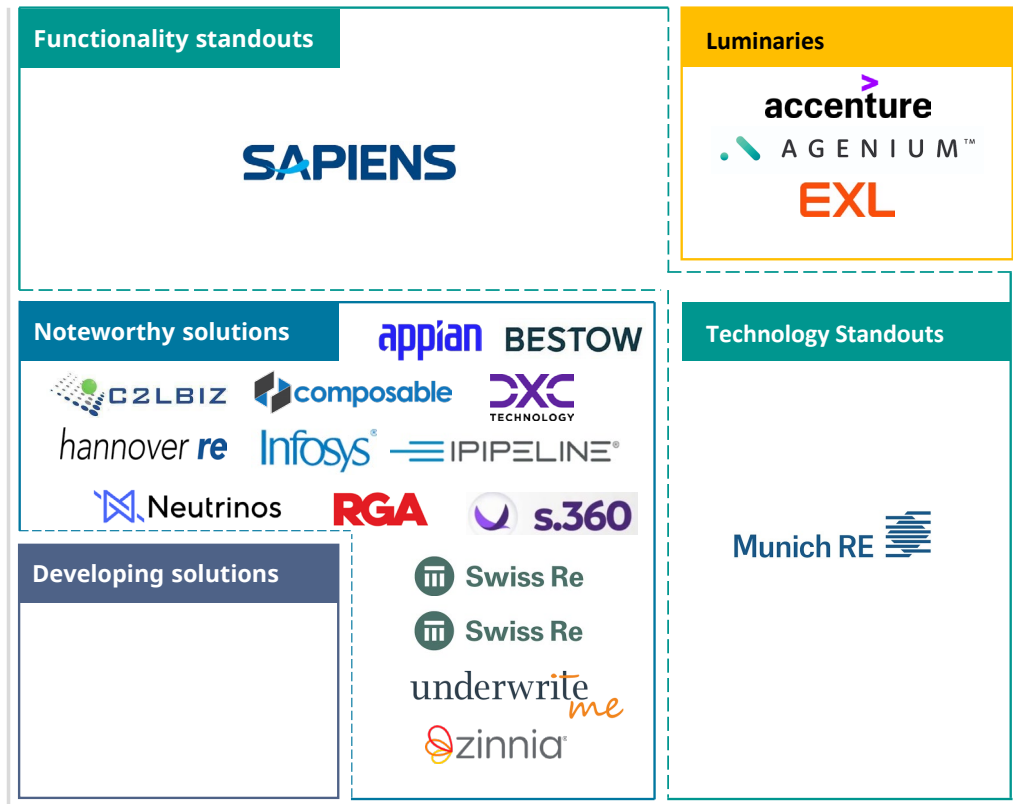 Functionality standouts
SAPIENS
Luminaries
accenture
AGENIUM™
EXL
Noteworthy solutions
appian BESTOW
C2LBIZ composable DXC TECHNOLOGY
hannover re Infosys® IPIPELINE®
Neutrinos RGA s.360
Swiss Re
Swiss Re
underwrite me
zinnia®
Developing solutions
Technology Standouts
Munich RE